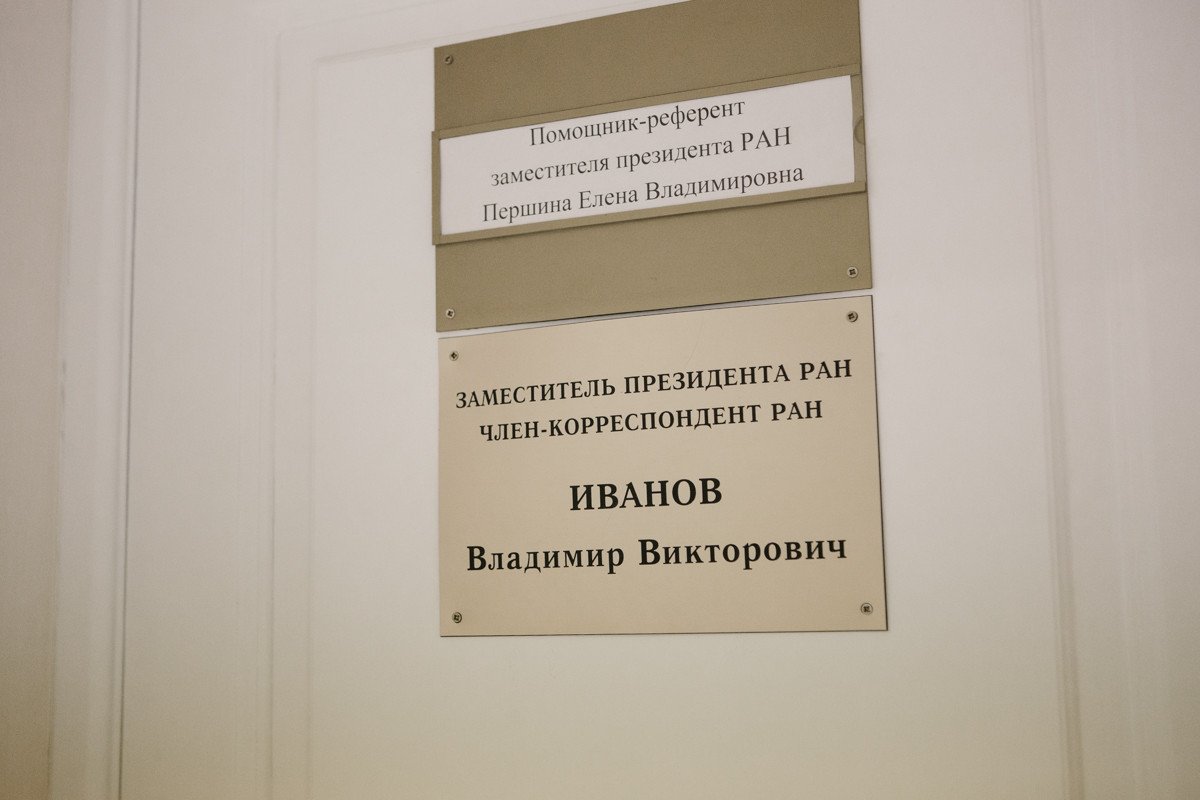 Помощник-референт
заместителя президента РАН
Першина Елена Владимировна
ЗАМЕСТИТЕЛЬ ПРЕЗИДЕНТА РАН
ЧЛЕН-КОРРЕСПОНДЕНТ РАН
ИВАНОВ
Владимир Викторович